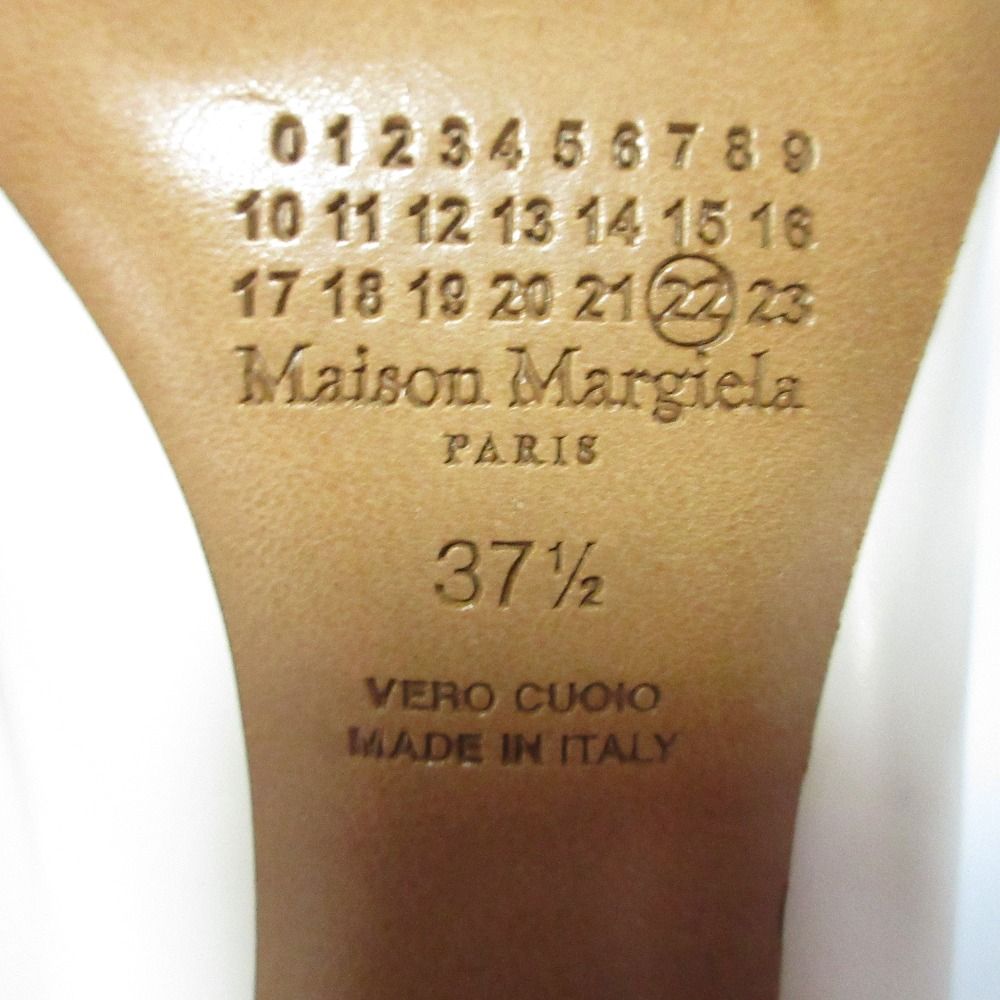 0 1 2 3 4 5 6 7 8 9
10 11 12 13 14 15 16
17 18 19 20 21 22 23
Maison Margiela
PARIS
37½
VERO CUOIO
MADE IN ITALY